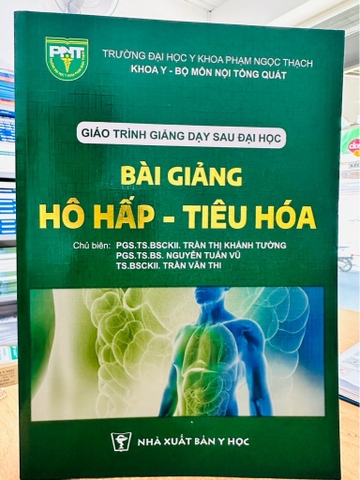 PNT
TRƯỜNG ĐẠI HỌC Y KHOA PHẠM NGỌC THẠCH
KHOA Y - BỘ MÔN NỘI TỔNG QUÁT
GIÁO TRÌNH GIẢNG DẠY SAU ĐẠI HỌC
BÀI GIẢNG
HÔ HẤP - TIÊU HÓA
Chủ biên: PGS.TS.BSCKII. TRẦN THỊ KHÁNH TƯỜNG
PGS.TS.BS. NGUYỄN TUẤN VŨ
TS.BSCKII. TRẦN VĂN THI
NHÀ XUẤT BẢN Y HỌC